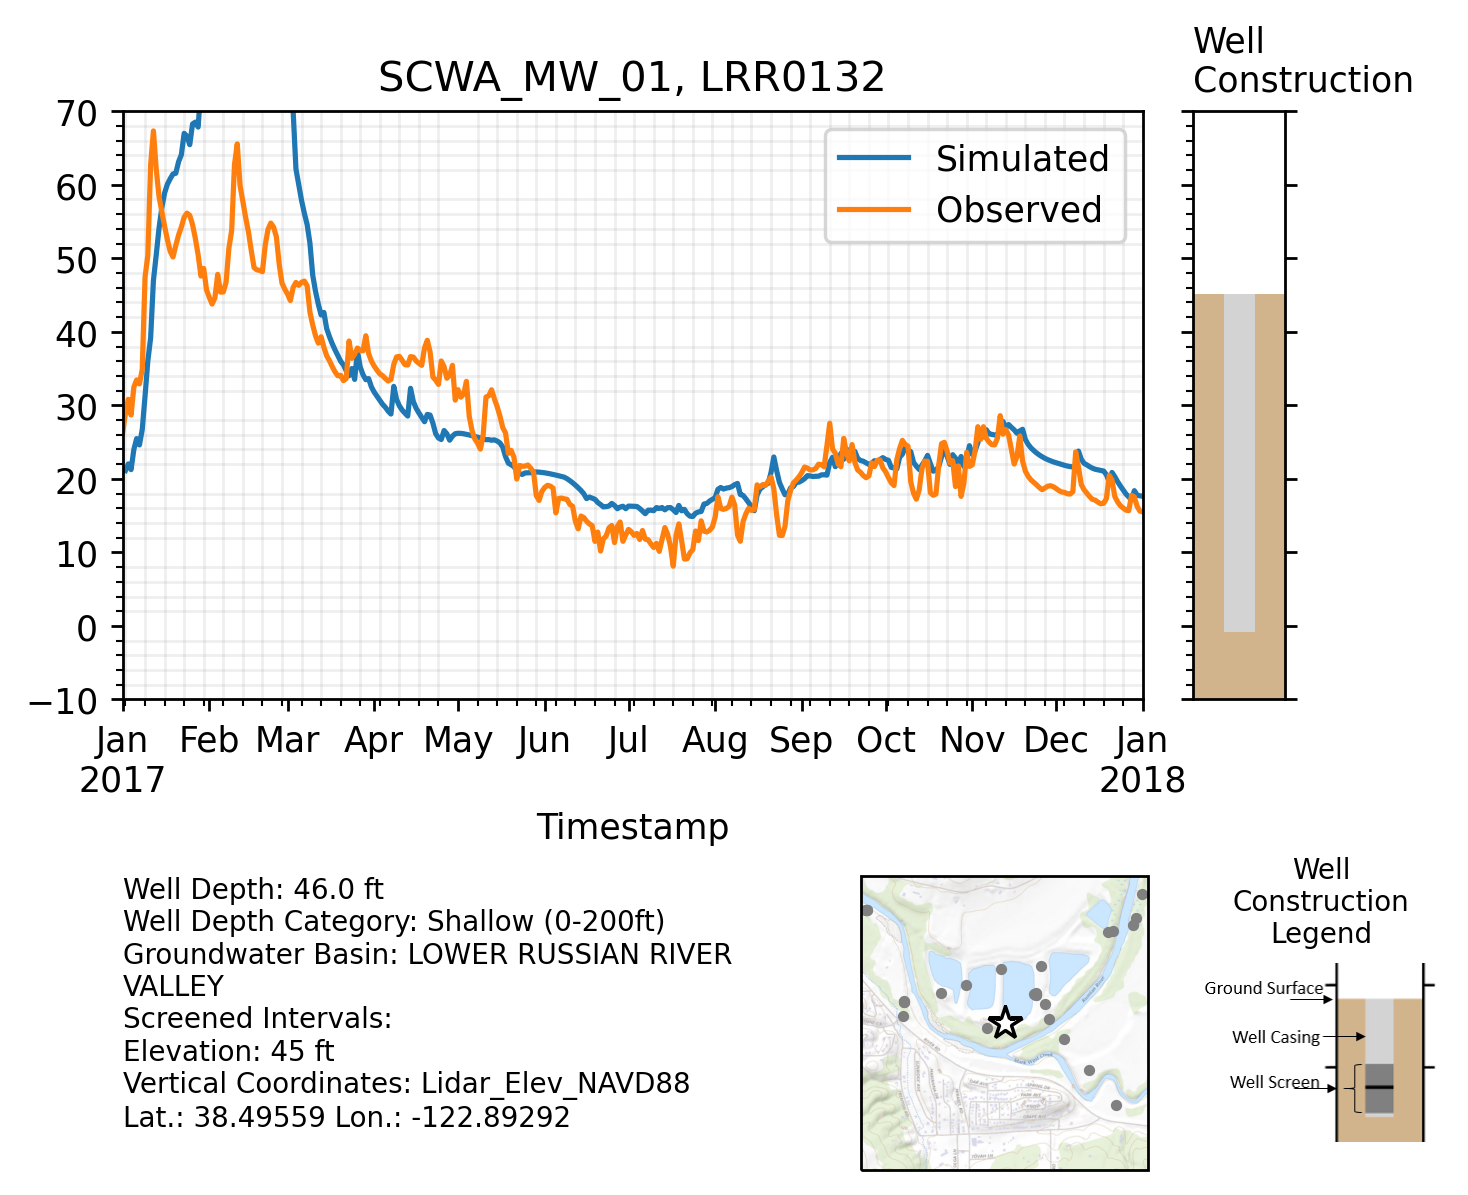 Well
Construction
SCWA_MW_01, LRR0132
70
60
50
40
30
20
10
0
−10
Simulated
Observed
Jan Feb Mar Apr May Jun Jul Aug Sep Oct Nov Dec Jan
2017 2018
Timestamp
Well Depth: 46.0 ft
Well Depth Category: Shallow (0-200ft)
Groundwater Basin: LOWER RUSSIAN RIVER
VALLEY
Screened Intervals:
Elevation: 45 ft
Vertical Coordinates: Lidar_Elev_NAVD88
Lat.: 38.49559 Lon.: -122.89292
Well
Construction
Legend
Ground Surface
Well Casing
Well Screen